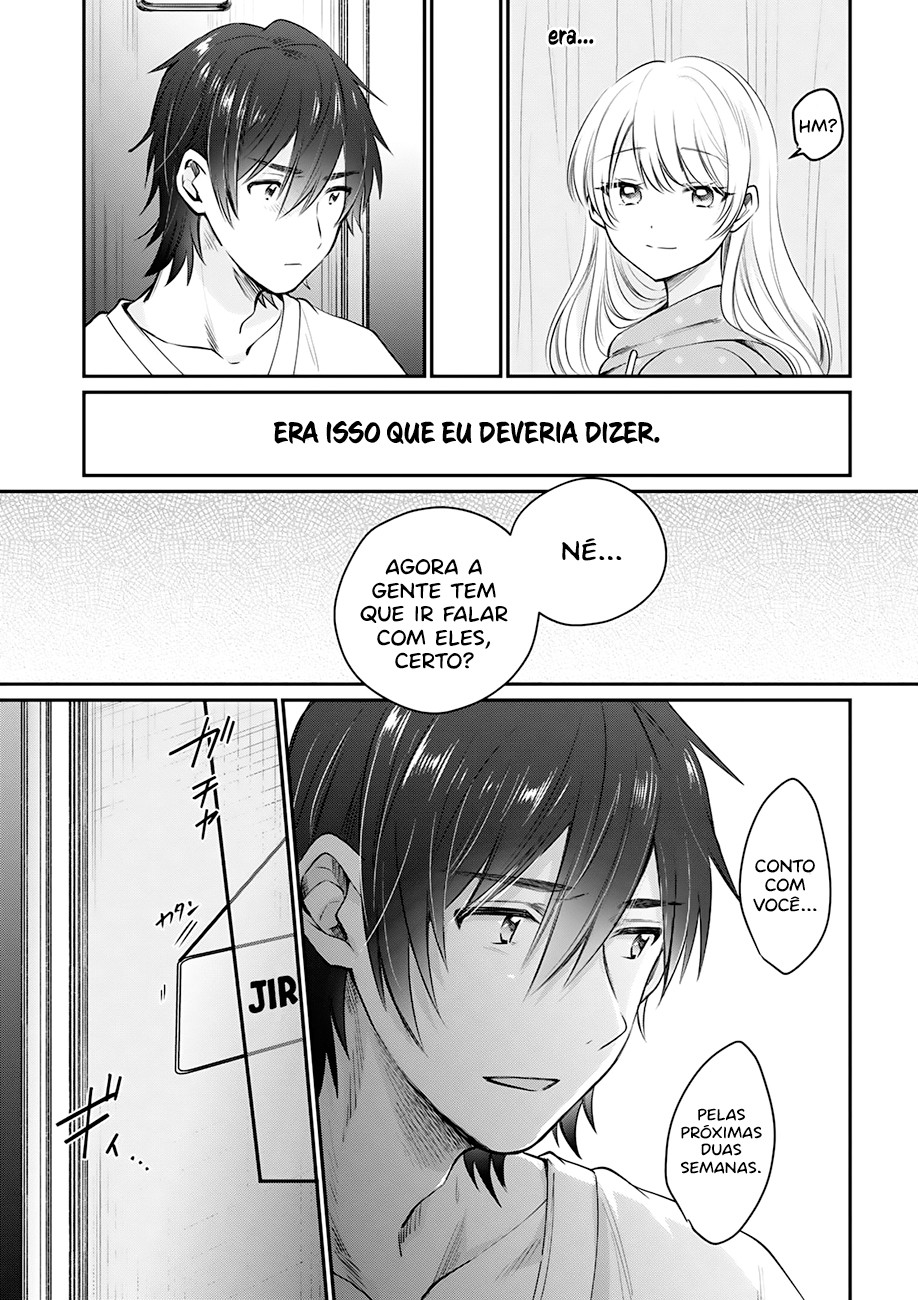 era...
HM?
ERA ISSO QUE EU DEVERIA DIZER.
NÉ...
AGORA A
GENTE TEM
QUE IR FALAR
COM ELES,
CERTO?
ガチャ
カタン
JIR
CONTO
COM
VOCÊ...
ギィ...
PELAS
PRÓXIMAS
DUAS
SEMANAS.